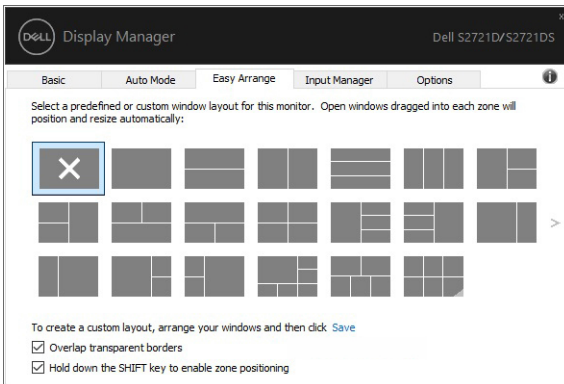 DELL Display Manager Dell S2721D/S2721DS
Basic Auto Mode Easy Arrange Input Manager Options
Select a predefined or custom window layout for this monitor. Open windows dragged into each zone will
position and resize automatically:
To create a custom layout, arrange your windows and then click Save
Overlap transparent borders
Hold down the SHIFT key to enable zone positioning